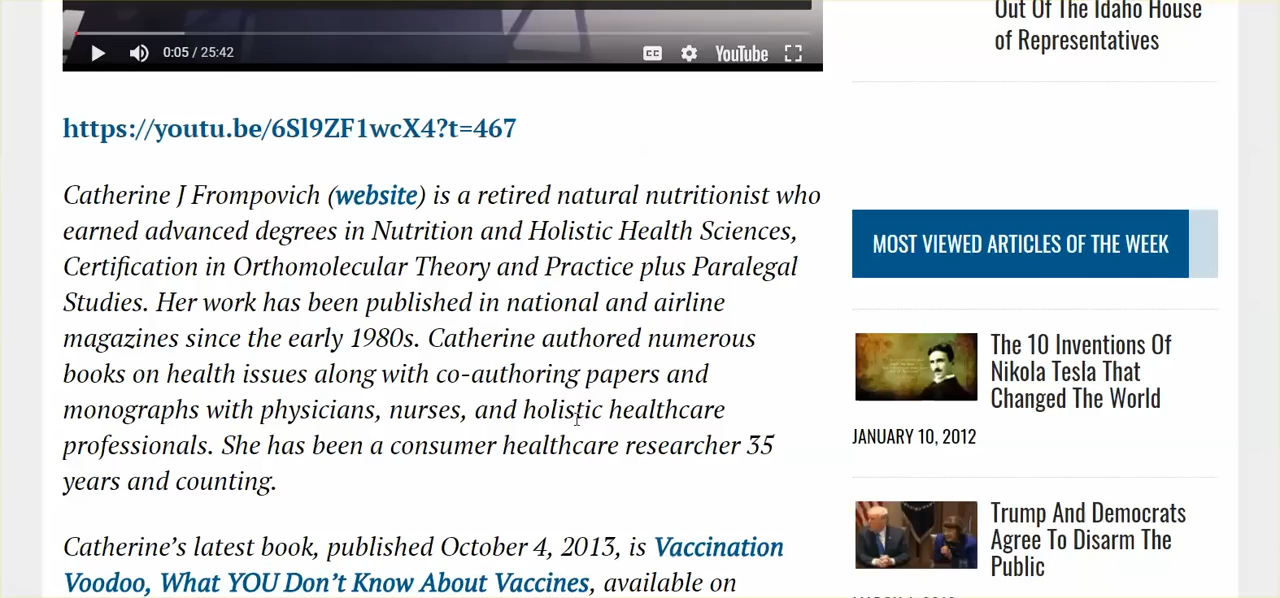 Out Of The Idaho House
of Representatives
0:05 / 25:42
CC
YouTube
https://youtu.be/6Sl9ZF1wcX4?t=467
Catherine J Frompovich (website) is a retired natural nutritionist who
earned advanced degrees in Nutrition and Holistic Health Sciences,
Certification in Orthomolecular Theory and Practice plus Paralegal
Studies. Her work has been published in national and airline
magazines since the early 1980s. Catherine authored numerous
books on health issues along with co-authoring papers and
monographs with physicians, nurses, and holistic healthcare
professionals. She has been a consumer healthcare researcher 35
years and counting.
Catherine’s latest book, published October 4, 2013, is Vaccination
Voodoo, What YOU Don’t Know About Vaccines, available on
MOST VIEWED ARTICLES OF THE WEEK
The 10 Inventions Of
Nikola Tesla That
Changed The World
JANUARY 10, 2012
Trump And Democrats
Agree To Disarm The
Public